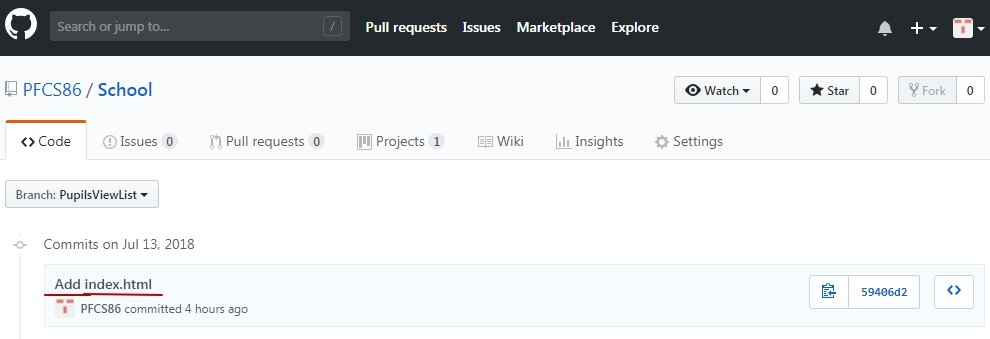 Search or jump to... / Pull requests Issues Marketplace Explore
PFCS86 / School Watch 0 Star 0 Fork 0
Code Issues 0 Pull requests 0 Projects 1 Wiki Insights Settings
Branch: PupilsViewList
Commits on Jul 13, 2018
Add index.html
59406d2
PFCS86 committed 4 hours ago